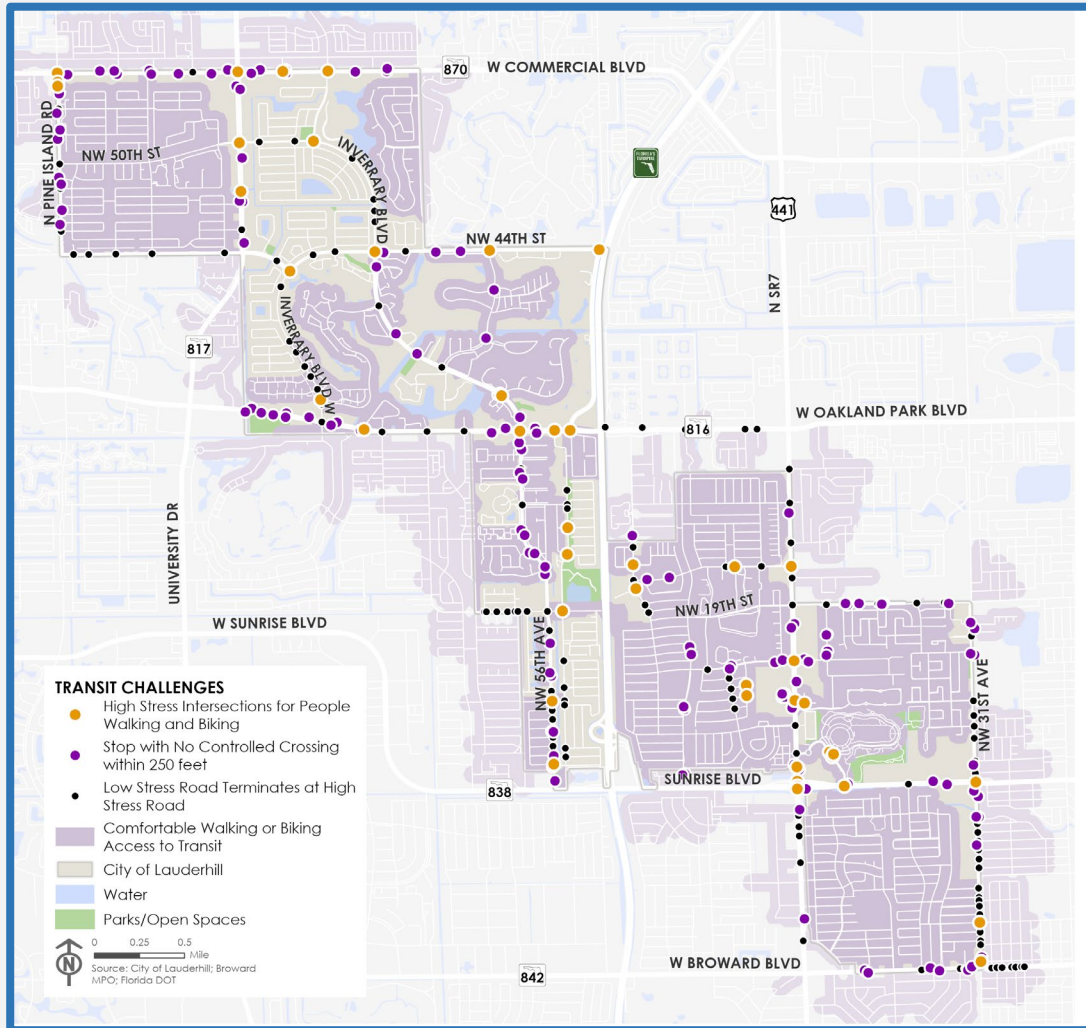 870
W COMMERCIAL BLVD
N PINE ISLAND RD
NW 50TH ST
INVERRARY BLVD
FLORIDA'S
TURNPIKE
441
NW 44TH ST
N SR7
817
INVERRARY BLVD W
W OAKLAND PARK BLVD
816
UNIVERSITY DR
NW 19TH ST
W SUNRISE BLVD
NW 56TH AVE
NW 31ST AVE
SUNRISE BLVD
838
W BROWARD BLVD
842
TRANSIT CHALLENGES
High Stress Intersections for People
Walking and Biking
Stop with No Controlled Crossing
within 250 feet
Low Stress Road Terminates at High
Stress Road
Comfortable Walking or Biking
Access to Transit
City of Lauderhill
Water
Parks/Open Spaces
N
0 0.25 0.5
Mile
Source: City of Lauderhill; Broward
MPO; Florida DOT